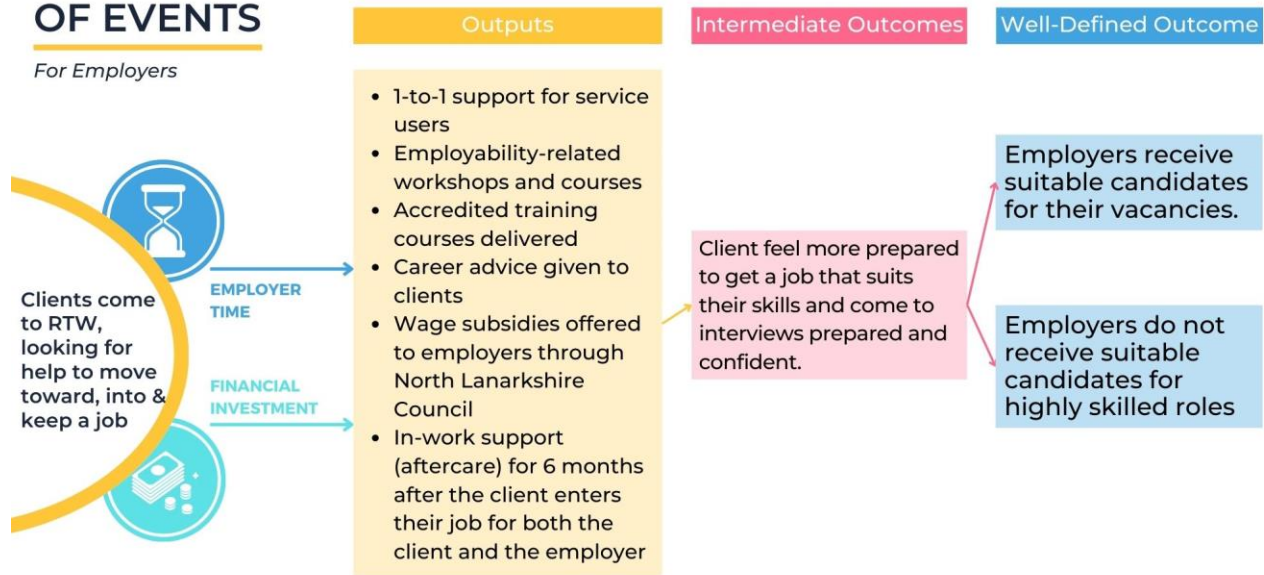 OF EVENTS
For Employers
Clients come
to RTW,
looking for
help to move
toward, into &
keep a job
EMPLOYER
TIME
FINANCIAL
INVESTMENT
Outputs
• 1-to-1 support for service
users
• Employability-related
workshops and courses
• Accredited training
courses delivered
• Career advice given to
clients
• Wage subsidies offered
to employers through
North Lanarkshire
Council
• In-work support
(aftercare) for 6 months
after the client enters
their job for both the
client and the employer
Intermediate Outcomes
Client feel more prepared
to get a job that suits
their skills and come to
interviews prepared and
confident.
Well-Defined Outcome
Employers receive
suitable candidates
for their vacancies.
Employers do not
receive suitable
candidates for
highly skilled roles